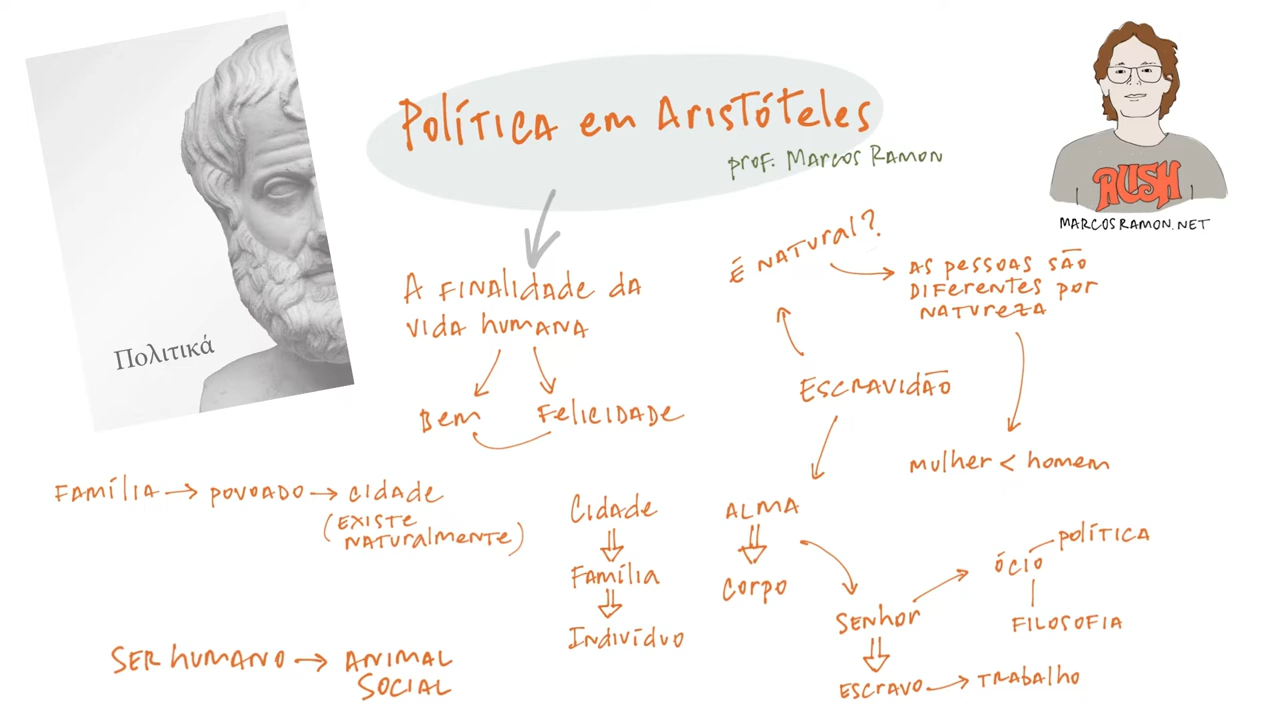 Πολιτικά
POLÍTICA em ARISTÓTELES
prof. MARCOS RAMON
RUSH
MARCOSRAMON.NET
A FINALIDADE DA
VIDA HUMANA
Bem
FELICIDADE
FAMÍLIA → POVOADO → CIDADE
(EXISTE
NATURALMENTE)
SER HUMANO → ANIMAL
SOCIAL
CIDADE
FAMÍLIA
INDIVÍDUO
É NATURAL?
AS PESSOAS SÃO
DIFERENTES POR
NATUREZA
ESCRAVIDÃO
mulher < homem
ALMA
CORPO
SENHOR
ESCRAVO → TRABALHO
ÓCIO
POLÍTICA
FILOSOFIA